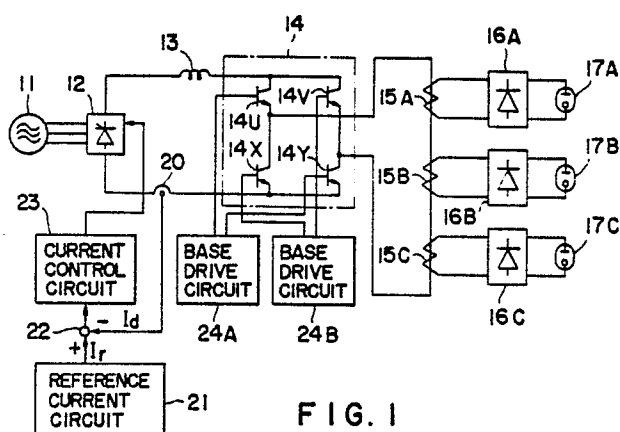 14
13
16A
17A
11
12
14V
15A
14U
20
14X
14Y
16B
17B
23
15B
CURRENT
CONTROL
CIRCUIT
BASE
DRIVE
CIRCUIT
BASE
DRIVE
CIRCUIT
15C
17C
24A
24B
16C
22
-
Id
+
Ir
REFERENCE
CURRENT
CIRCUIT
21
FIG. 1